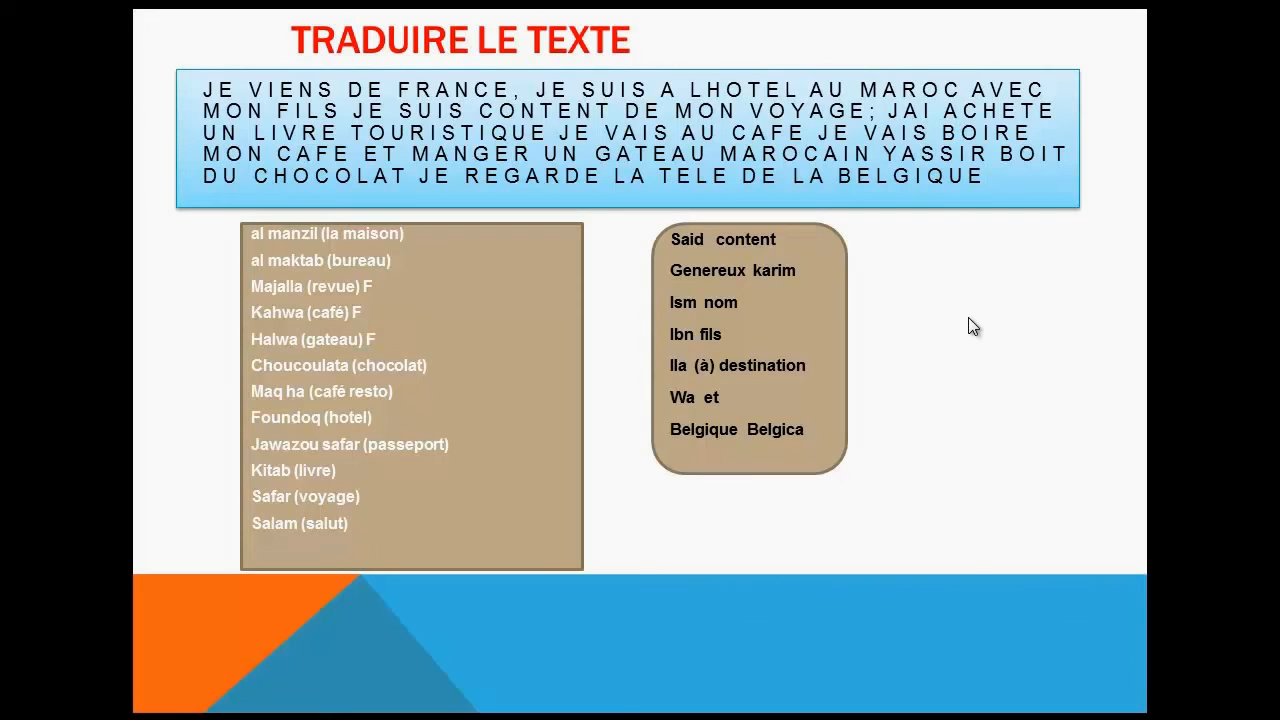 TRADUIRE LE TEXTE
JE VIENS DE FRANCE, JE SUIS A LHOTEL AU MAROC AVEC
MON FILS JE SUIS CONTENT DE MON VOYAGE; JAI ACHETE
UN LIVRE TOURISTIQUE JE VAIS AU CAFE JE VAIS BOIRE
MON CAFE ET MANGER UN GATEAU MAROCAIN YASSIR BOIT
DU CHOCOLAT JE REGARDE LA TELE DE LA BELGIQUE
al manzil (la maison)
al maktab (bureau)
Majalla (revue) F
Kahwa (café) F
Halwa (gateau) F
Choucoulata (chocolat)
Maq ha (café resto)
Foundoq (hotel)
Jawazou safar (passeport)
Kitab (livre)
Safar (voyage)
Salam (salut)
Said content
Genereux karim
Ism nom
Ibn fils
Ila (à) destination
Wa et
Belgique Belgica